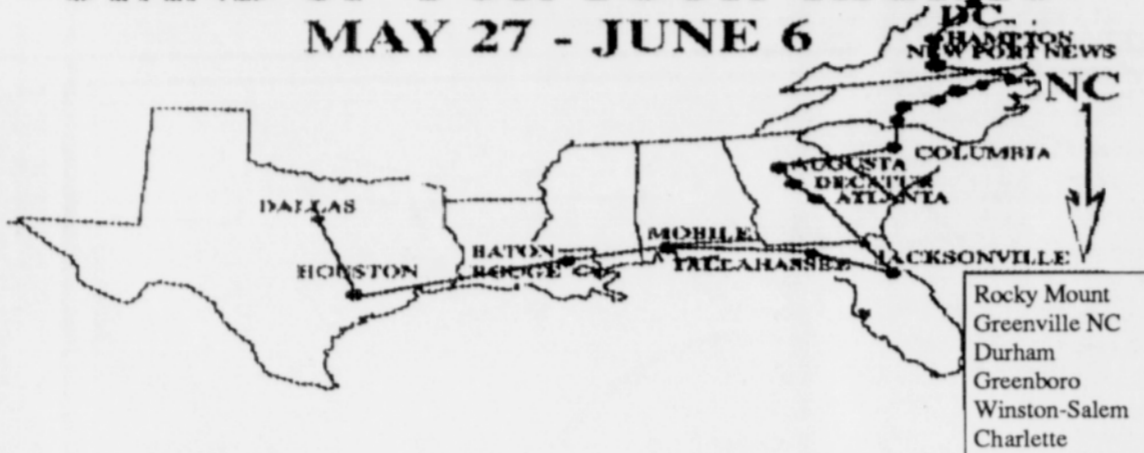 MAY 27 - JUNE 6
DC
HAMPTON
NEWPORT NEWS
NC
COLUMBIA
AUGUSTA
DECATUR
ATLANTA
DALLAS
MOBILE
BATON
ROUGE
HOUSTON
TALLAHASSEE
JACKSONVILLE
Rocky Mount
Greenville NC
Durham
Greenboro
Winston-Salem
Charlette